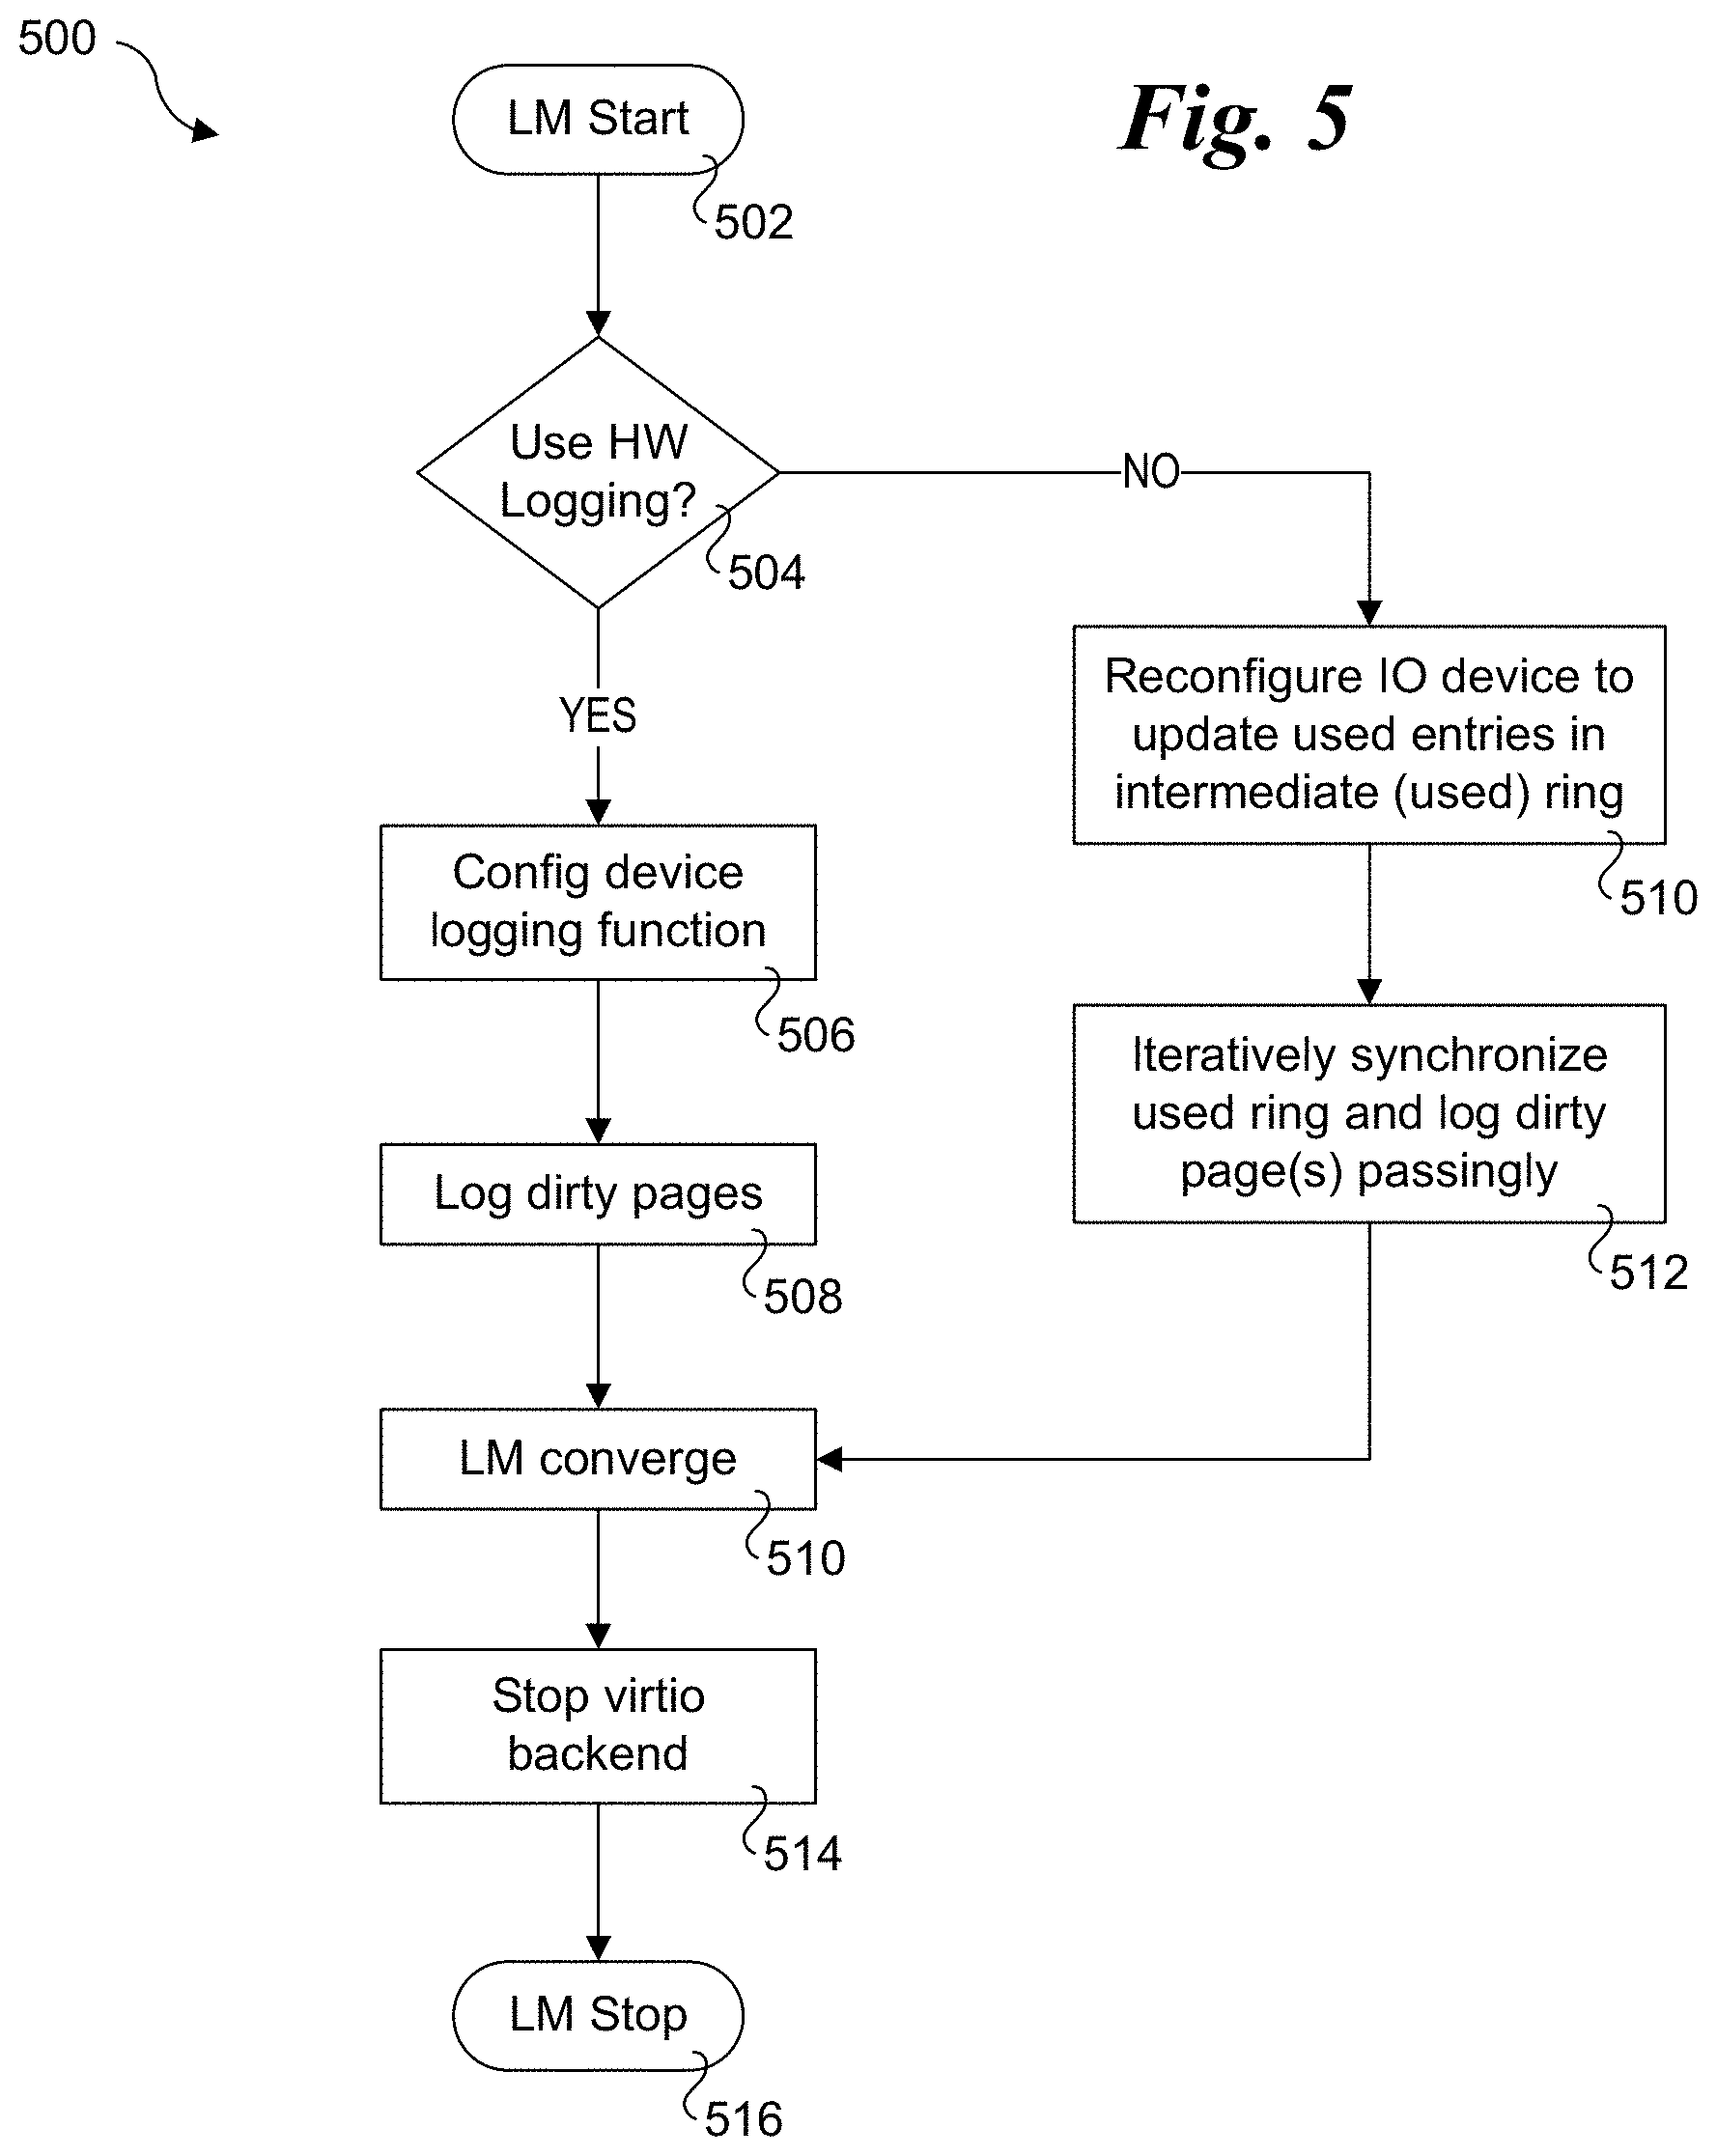 500
LM Start
Fig. 5
502
Use HW
Logging?
504
NO
YES
Reconfigure IO device to
update used entries in
intermediate (used) ring
510
Config device
logging function
506
Iteratively synchronize
used ring and log dirty
page(s) passingly
512
Log dirty pages
508
LM converge
510
Stop virtio
backend
514
LM Stop
516